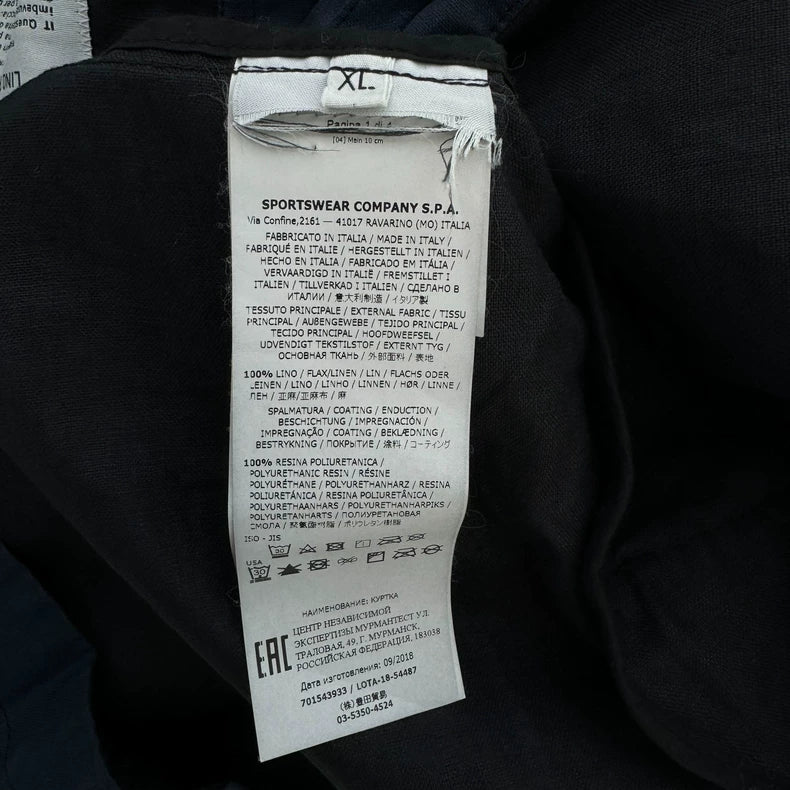 IT Queste
XL
Pagina 1 di 4
[04] Main 10 cm
SPORTSWEAR COMPANY S.P.A.
Via Confine,2161 — 41017 RAVARINO (MO) ITALIA
FABBRICATO IN ITALIA / MADE IN ITALY /
FABRIQUÉ EN ITALIE / HERGESTELLT IN ITALIEN /
HECHO EN ITALIA / FABRICADO EM ITÁLIA /
VERVAARDIGD IN ITALIË / FREMSTILLET I
ITALIEN / TILLVERKAD I ITALIEN / СДЕЛАНО В
ИТАЛИИ / 意大利制造 / イタリア製
TESSUTO PRINCIPALE / EXTERNAL FABRIC / TISSU
PRINCIPAL / AUßENGEWEBE / TEJIDO PRINCIPAL /
TECIDO PRINCIPAL / HOOFDWEEFSEL /
UDVENDIGT TEKSTILSTOF / EXTERNT TYG /
ОСНОВНАЯ ТКАНЬ / 外部面料 / 表地
100% LINO / FLAX/LINEN / LIN / FLACHS ODER
LEINEN / LINO / LINHO / LINNEN / HØR / LINNE /
ЛЕН / 亚麻/亚麻布 / 麻
SPALMATURA / COATING / ENDUCTION /
BESCHICHTUNG / IMPREGNACIÓN /
IMPREGNAÇÃO / COATING / BEKLÆDNING /
BESTRYKNING / ПОКРЫТИЕ / 涂料 / コーティング
100% RESINA POLIURETANICA /
POLYURETHANIC RESIN / RÉSINE
POLYURÉTHANE / POLYURETHANHARZ / RESINA
POLIURETÁNICA / RESINA POLIURETÂNICA /
POLYURETHAANHARS / POLYURETHANHARPIKS /
POLYURETANHARTS / ПОЛИУРЕТАНОВАЯ
СМОЛА / 聚氨酯树脂 / ポリウレタン樹脂
ISO - JIS
30
USA
30
НАИМЕНОВАНИЕ: КУРТКА
EAC
ЦЕНТР НЕЗАВИСИМОЙ
ЭКСПЕРТИЗЫ МУРМАНТЕСТ УЛ.
ТРАЛОВАЯ, 49, Г. МУРМАНСК,
РОССИЙСКАЯ ФЕДЕРАЦИЯ, 183038
Дата изготовления: 09/2018
701543933 / LOTA-18-54487
(株)豊田貿易
03-5350-4524